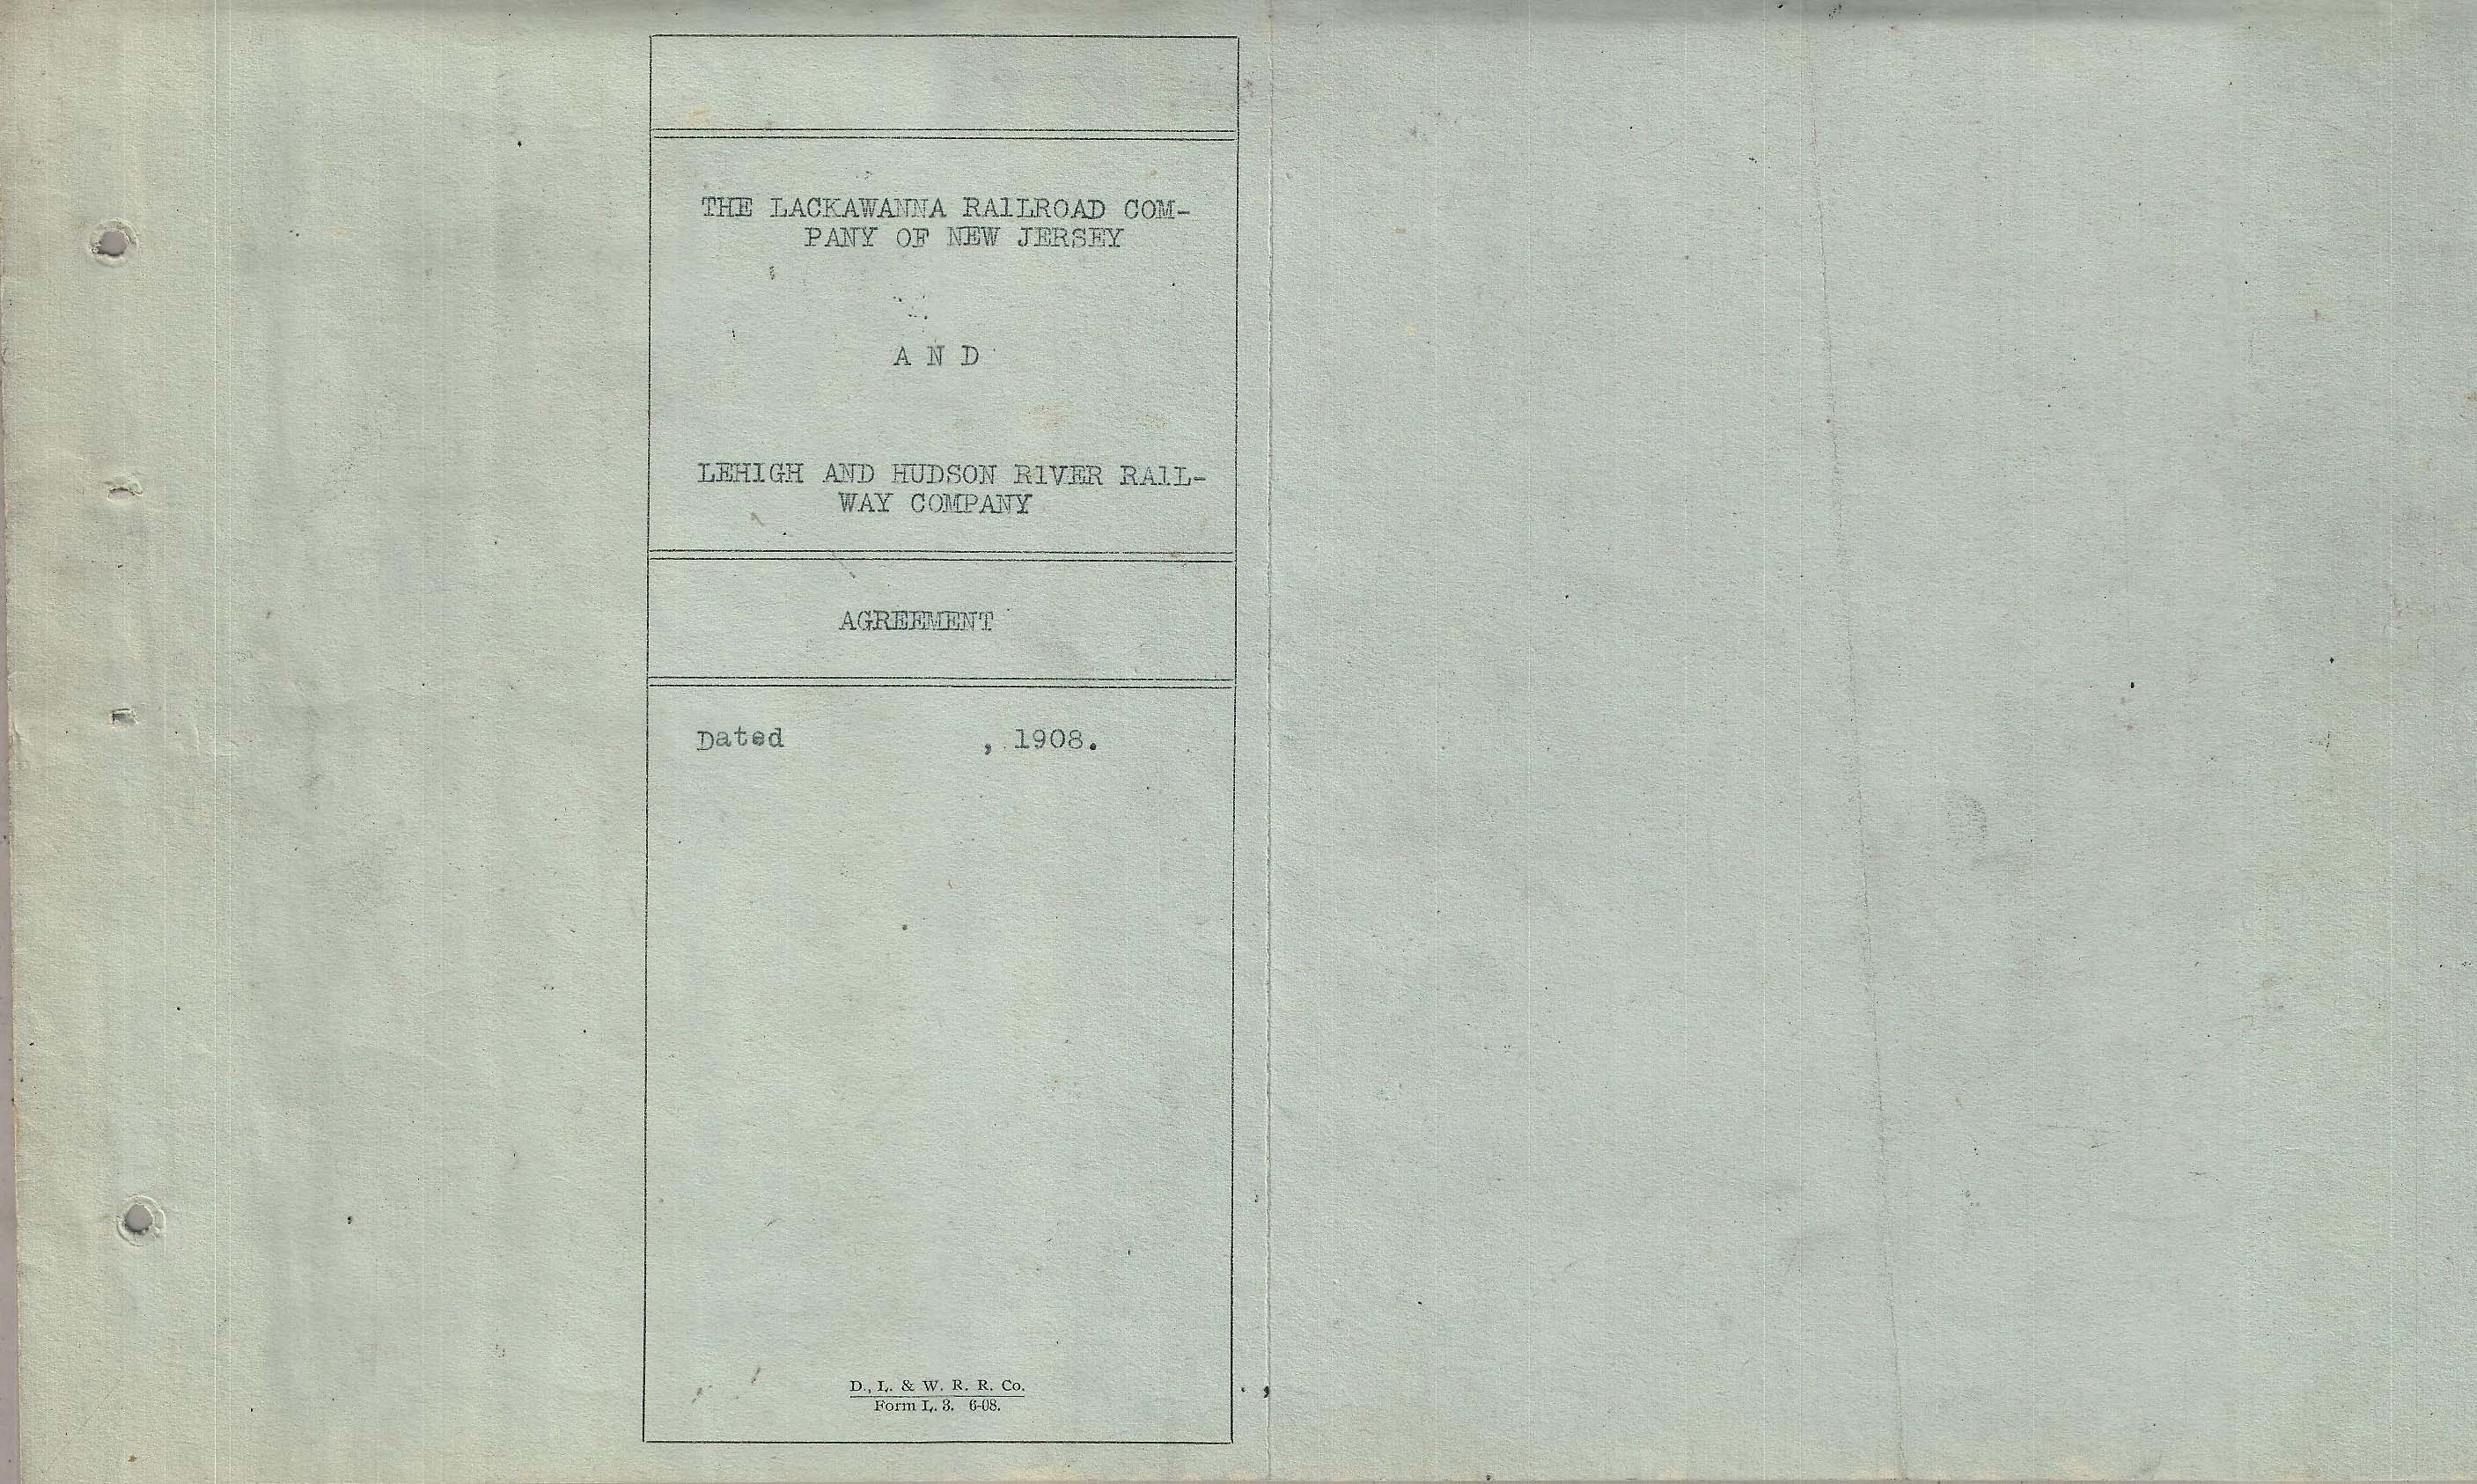 THE LACKAWANNA RAILROAD COM-
PANY OF NEW JERSEY
A N D
LEHIGH AND HUDSON RIVER RAIL-
WAY COMPANY
AGREEMENT
Dated , 1908.
D., L. & W. R. R. Co.
Form L. 3. 6-08.